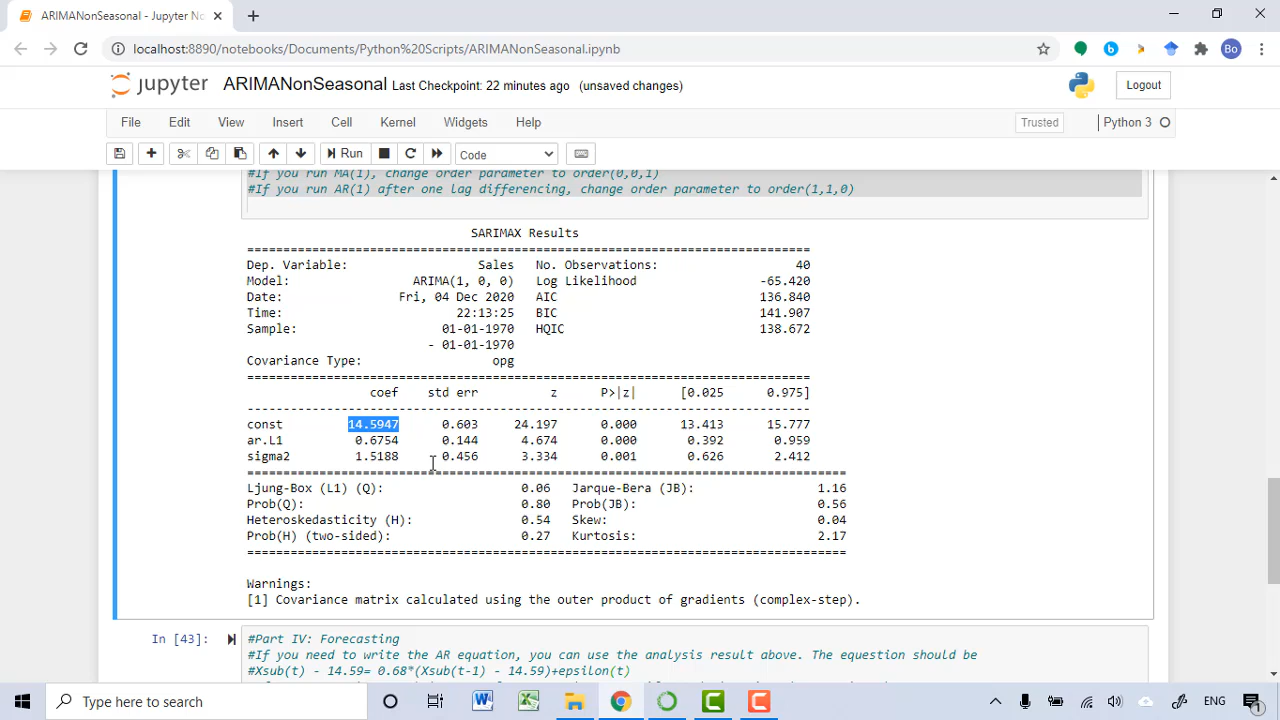 ARIMANonSeasonal - Jupyter No
localhost:8890/notebooks/Documents/Python%20Scripts/ARIMANonSeasonal.ipynb
Bo
jupyter ARIMANonSeasonal Last Checkpoint: 22 minutes ago (unsaved changes)
Logout
File Edit View Insert Cell Kernel Widgets Help Trusted Python 3
Run Code
#If you run MA(1), change order parameter to order(0,0,1)
#If you run AR(1) after one lag differencing, change order parameter to order(1,1,0)
SARIMAX Results
==============================================================================
Dep. Variable: Sales No. Observations: 40
Model: ARIMA(1, 0, 0) Log Likelihood -65.420
Date: Fri, 04 Dec 2020 AIC 136.840
Time: 22:13:25 BIC 141.907
Sample: 01-01-1970 HQIC 138.672
- 01-01-1970
Covariance Type: opg
==============================================================================
coef std err z P>|z| [0.025 0.975]
------------------------------------------------------------------------------
const 14.5947 0.603 24.197 0.000 13.413 15.777
ar.L1 0.6754 0.144 4.674 0.000 0.392 0.959
sigma2 1.5188 0.456 3.334 0.001 0.626 2.412
===================================================================================
Ljung-Box (L1) (Q): 0.06 Jarque-Bera (JB): 1.16
Prob(Q): 0.80 Prob(JB): 0.56
Heteroskedasticity (H): 0.54 Skew: 0.04
Prob(H) (two-sided): 0.27 Kurtosis: 2.17
===================================================================================
Warnings:
[1] Covariance matrix calculated using the outer product of gradients (complex-step).
In [43]: #Part IV: Forecasting
#If you need to write the AR equation, you can use the analysis result above. The equestion should be
#Xsub(t) - 14.59= 0.68*(Xsub(t-1) - 14.59)+epsilon(t)
Type here to search
ENG